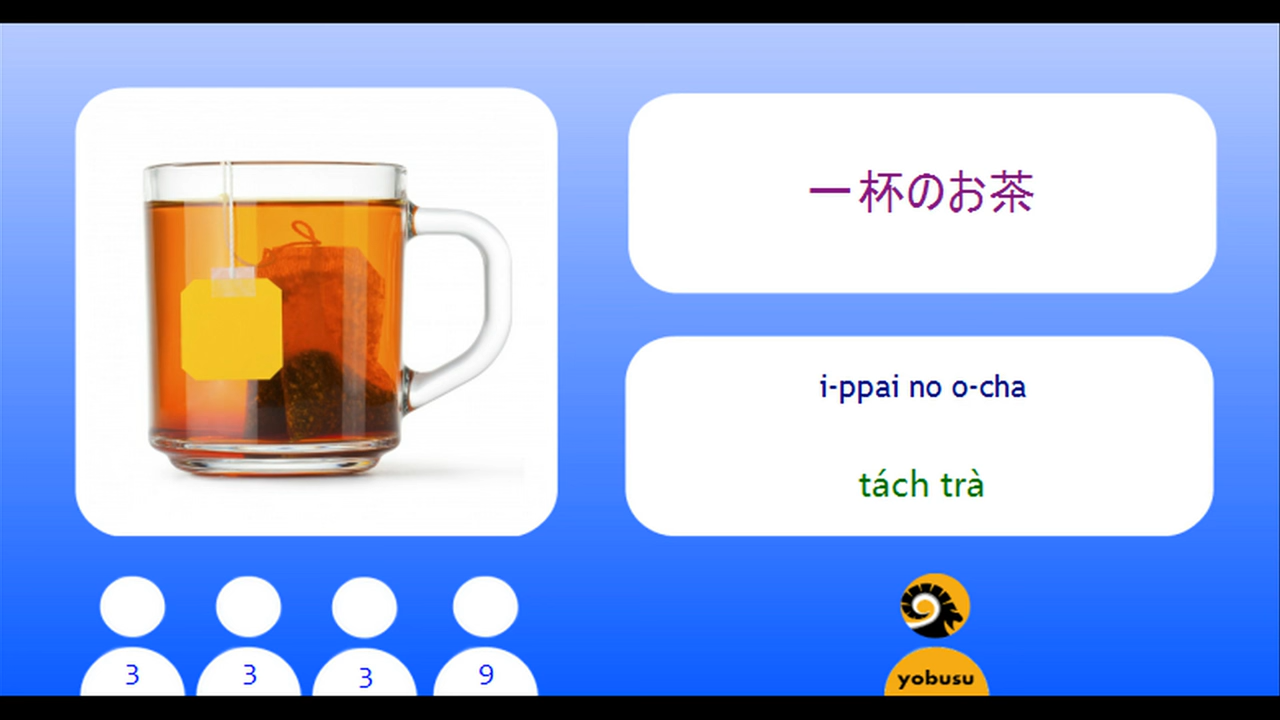 一杯のお茶
i-ppai no o-cha
tách trà
3 3 3 9
yobusu